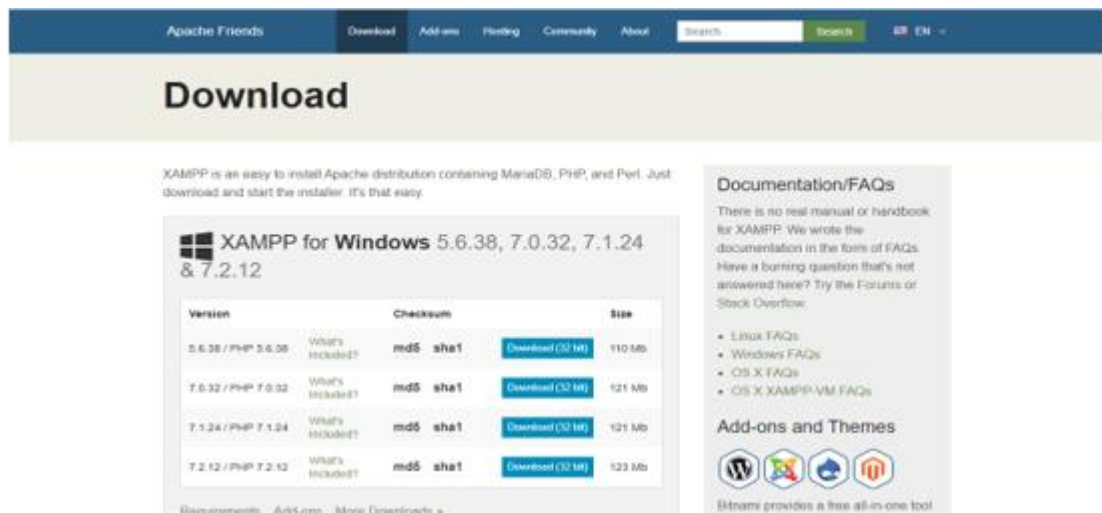 Apache Friends Download Add-ons Hosting Community About Search Search EN
Download
XAMPP is an easy to install Apache distribution containing MariaDB, PHP, and Perl. Just
download and start the installer. It's that easy.
XAMPP for Windows 5.6.38, 7.0.32, 7.1.24
& 7.2.12
Version Checksum Size
5.6.38 / PHP 5.6.38 What's Included? md5 sha1 Download (32 bit) 110 Mb
7.0.32 / PHP 7.0.32 What's Included? md5 sha1 Download (32 bit) 121 Mb
7.1.24 / PHP 7.1.24 What's Included? md5 sha1 Download (32 bit) 121 Mb
7.2.12 / PHP 7.2.12 What's Included? md5 sha1 Download (32 bit) 123 Mb
Requirements Add-ons More Downloads »
Documentation/FAQs
There is no real manual or handbook
for XAMPP. We wrote the
documentation in the form of FAQs.
Have a burning question that's not
answered here? Try the Forums or
Stack Overflow.
• Linux FAQs
• Windows FAQs
• OS X FAQs
• OS X XAMPP-VM FAQs
Add-ons and Themes
Bitnami provides a free all-in-one tool